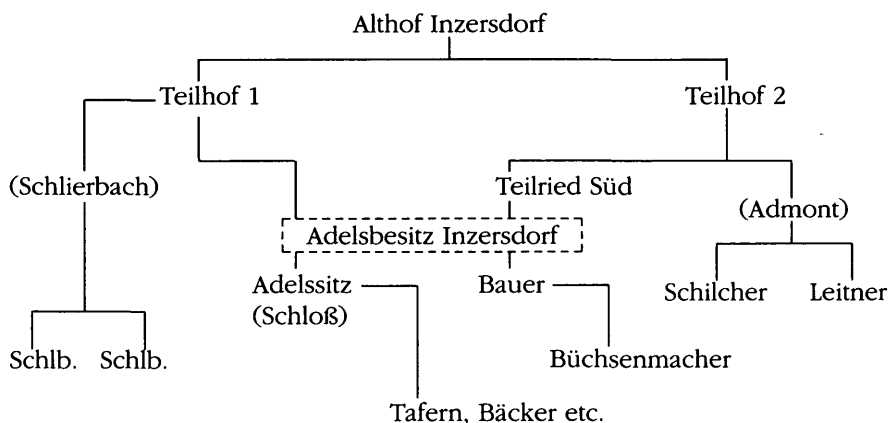 Althof Inzersdorf
Teilhof 1
Teilhof 2
(Schlierbach)
Teilried Süd
(Admont)
Adelsbesitz Inzersdorf
Adelssitz
(Schloß)
Bauer
Schilcher
Leitner
Schlb.
Schlb.
Büchsenmacher
Tafern, Bäcker etc.